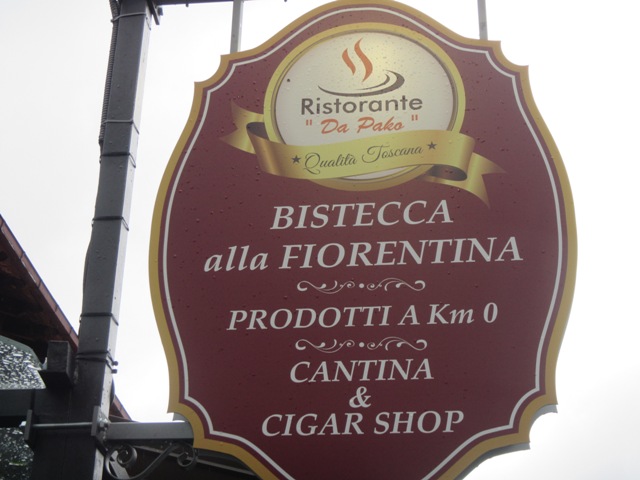 Ristorante
" Da Pako "
★ Qualità Toscana ★
BISTECCA
alla FIORENTINA
PRODOTTI A Km 0
CANTINA
&
CIGAR SHOP